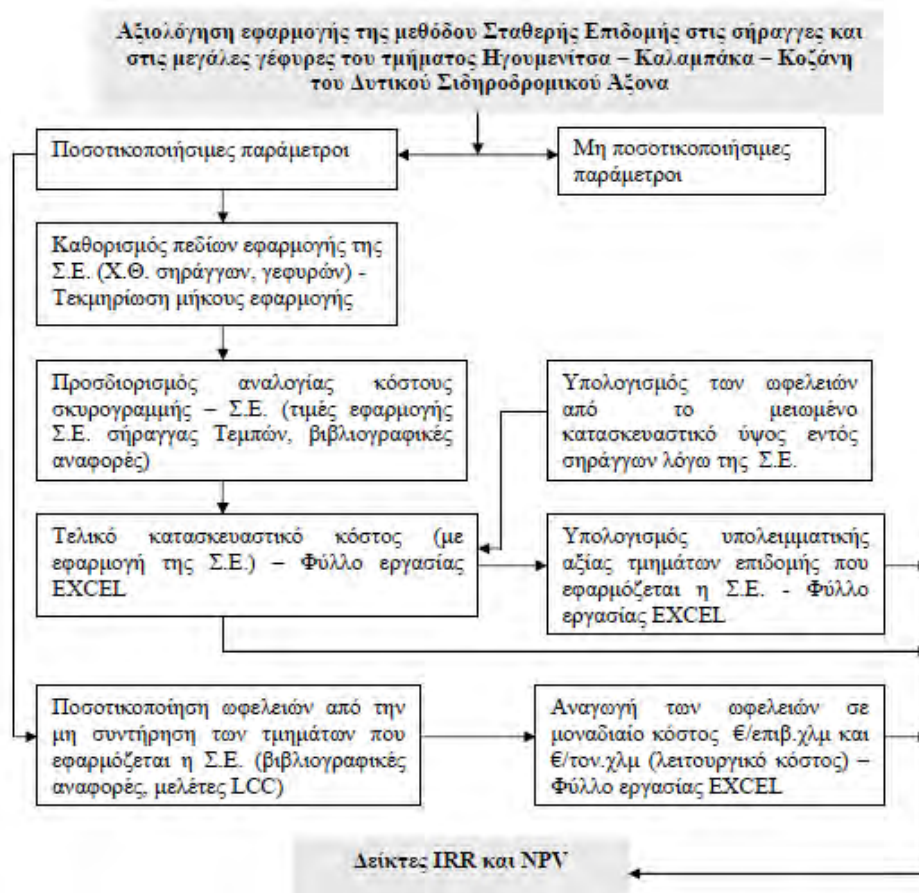 Αξιολόγηση εφαρμογής της μεθόδου Σταθερής Επιδομής στις σήραγγες και
στις μεγάλες γέφυρες του τμήματος Ηγουμενίτσα – Καλαμπάκα – Κοζάνη
του Δυτικού Σιδηροδρομικού Άξονα
Ποσοτικοποιήσιμες παράμετροι
Μη ποσοτικοποιήσιμες
παράμετροι
Καθορισμός πεδίων εφαρμογής της
Σ.Ε. (Χ.Θ. σηράγγων, γεφυρών) -
Τεκμηρίωση μήκους εφαρμογής
Προσδιορισμός αναλογίας κόστους
σκυρογραμμής – Σ.Ε. (τιμές εφαρμογής
Σ.Ε. σήραγγας Τεμπών, βιβλιογραφικές
αναφορές)
Υπολογισμός των ωφελειών
από το μειωμένο
κατασκευαστικό ύψος εντός
σηράγγων λόγω της Σ.Ε.
Τελικό κατασκευαστικό κόστος (με
εφαρμογή της Σ.Ε.) – Φύλλο εργασίας
EXCEL
Υπολογισμός υπολειμματικής
αξίας τμημάτων επιδομής που
εφαρμόζεται η Σ.Ε. - Φύλλο
εργασίας EXCEL
Ποσοτικοποίηση ωφελειών από την
μη συντήρηση των τμημάτων που
εφαρμόζεται η Σ.Ε. (βιβλιογραφικές
αναφορές, μελέτες LCC)
Αναγωγή των ωφελειών σε
μοναδιαίο κόστος €/επιβ.χλμ και
€/τον.χλμ (λειτουργικό κόστος) –
Φύλλο εργασίας EXCEL
Δείκτες IRR και NPV